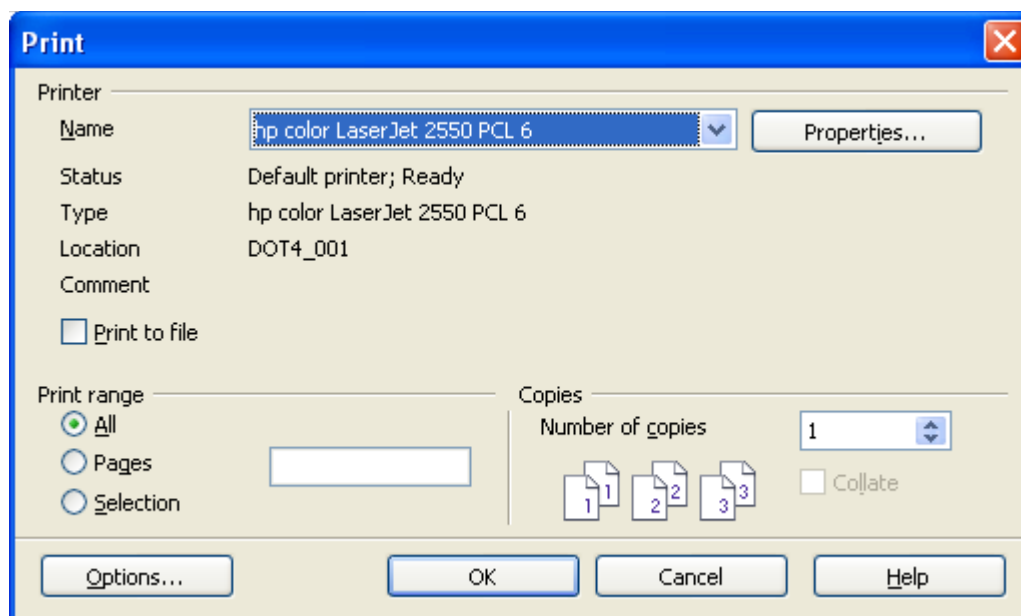 Print
Printer
Name hp color LaserJet 2550 PCL 6 Properties...
Status Default printer; Ready
Type hp color LaserJet 2550 PCL 6
Location DOT4_001
Comment
Print to file
Print range Copies
All Number of copies 1
Pages Collate
Selection 1 1 2 2 3 3
Options... OK Cancel Help